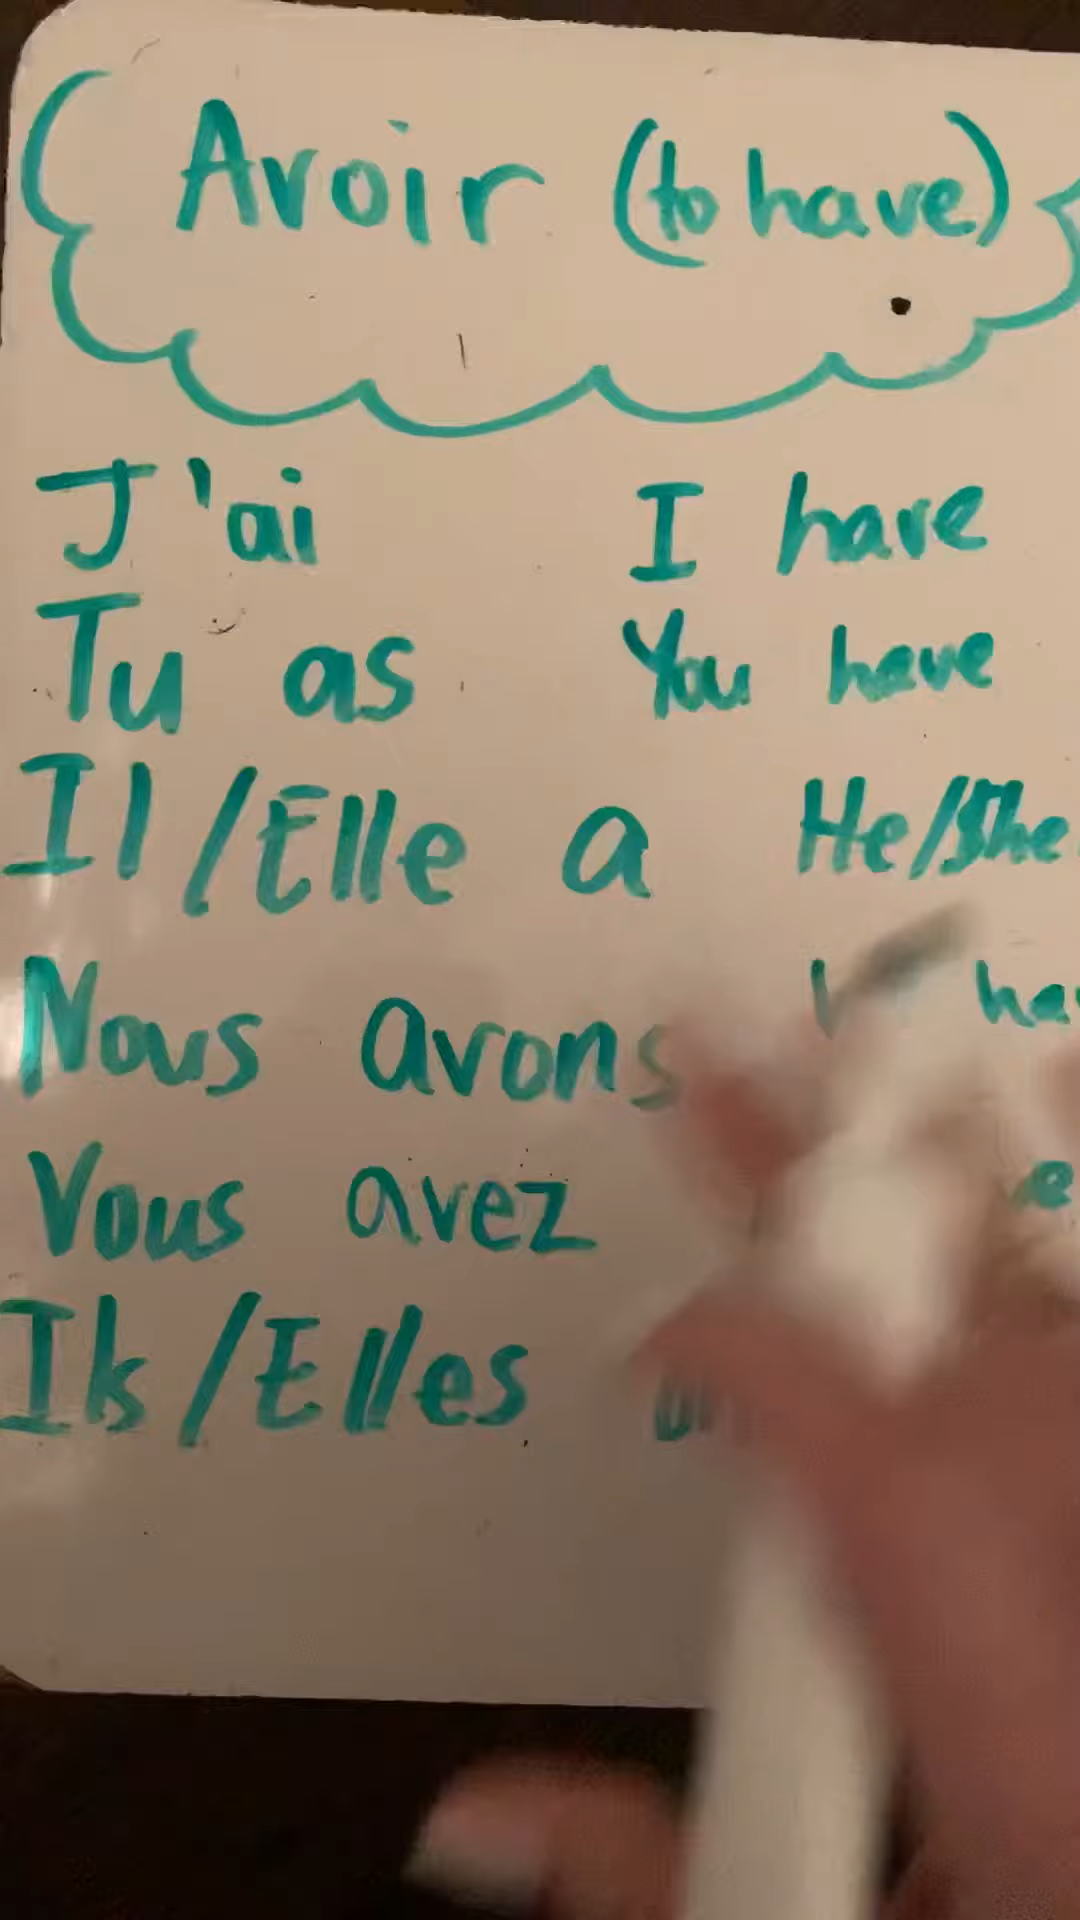 Avoir (to have)
J'ai I have
Tu as You have
Il/Elle a He/She
Nous avons
Vous avez
Ils/Elles